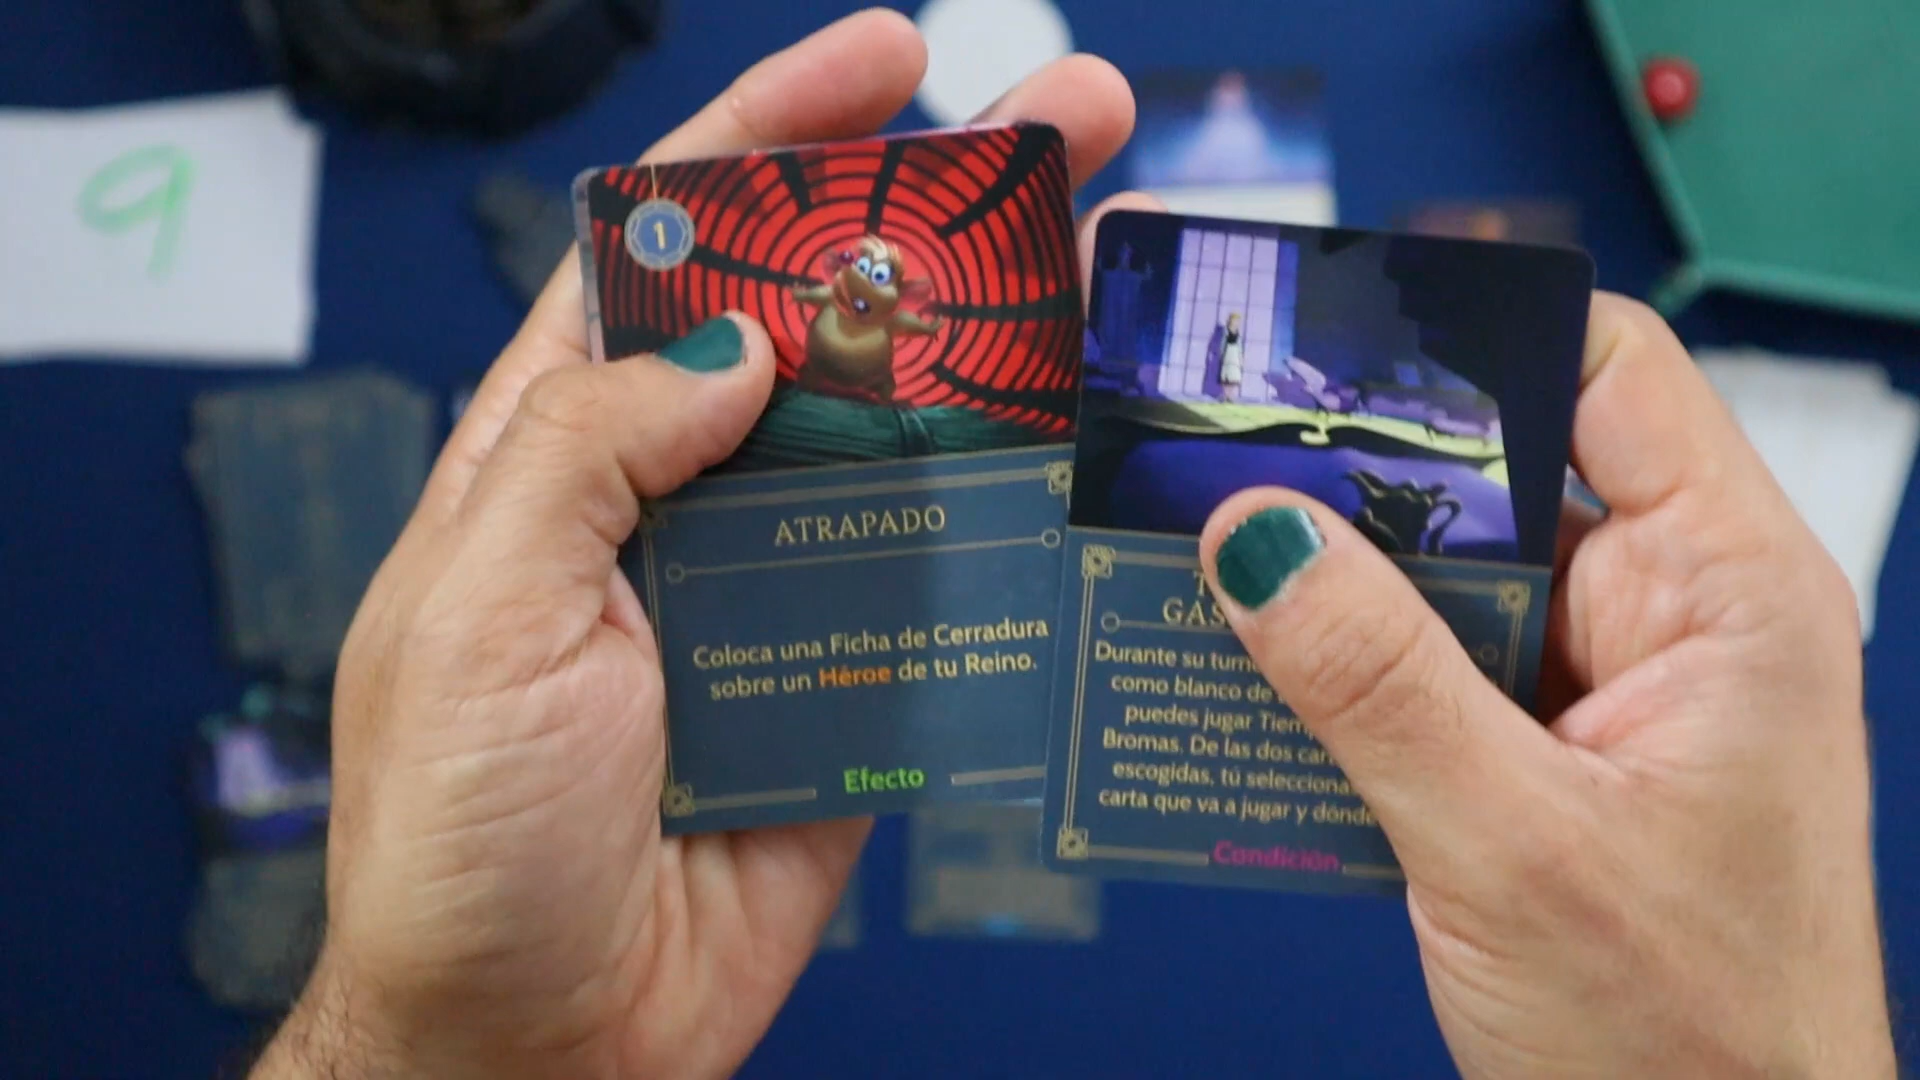 9
1
ATRAPADO
Coloca una Ficha de Cerradura
sobre un Héroe de tu Reino.
Efecto
GAS
Durante su turno
como blanco de
puedes jugar
Bromas. De las dos
escogidas, tú selecciona
carta que va a jugar y dónde
Condición